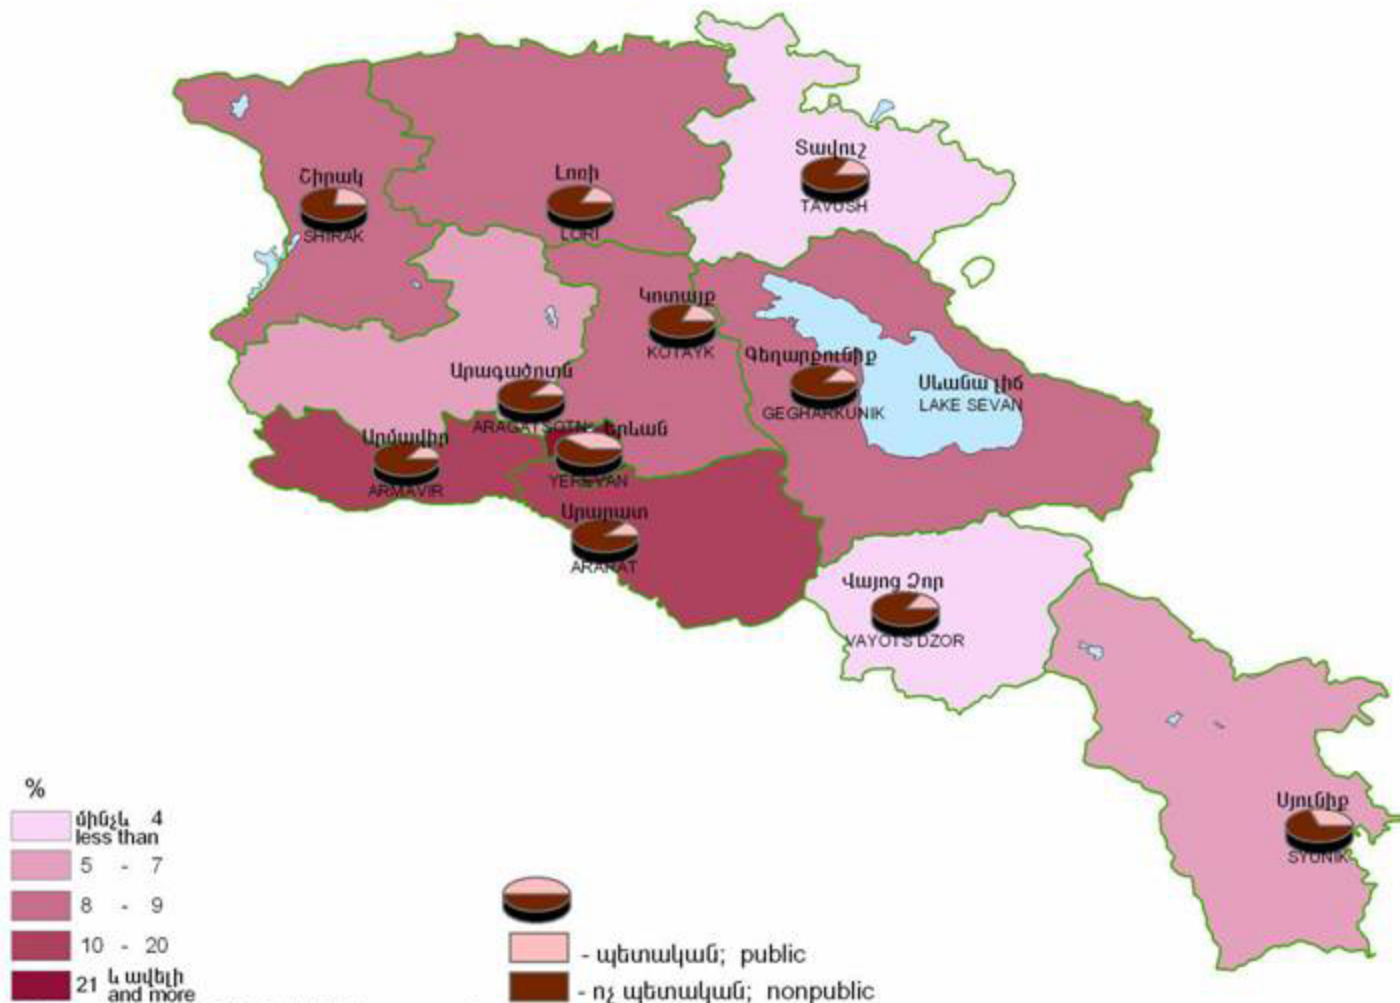 Տավուշ
TAVUSH
Շիրակ
SHIRAK
Լոռի
LORI
Կոտայք
KOTAYK
Գեղարքունիք
GEGHARKUNIK
Սևանա լիճ
LAKE SEVAN
Արագածոտն
ARAGATSOTN
Երևան
YEREVAN
Արմավիր
ARMAVIR
Արարատ
ARARAT
Վայոց Ձոր
VAYOTS DZOR
Սյունիք
SYUNIK
%
մինչև 4
less than
5 - 7
8 - 9
10 - 20
21 և ավելի
and more
- պետական; public
- ոչ պետական; nonpublic